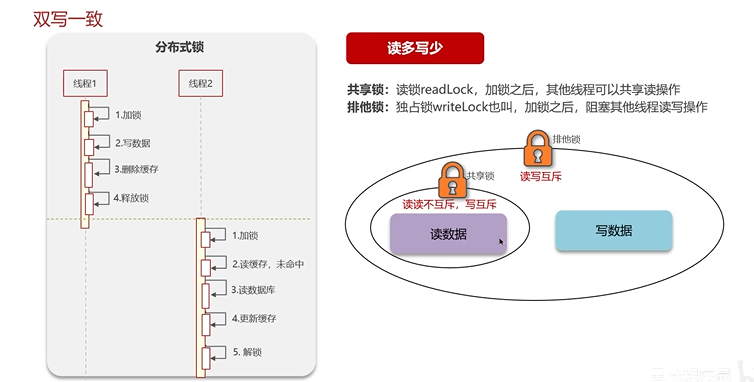 双写一致
分布式锁
线程1
线程2
1.加锁
2.写数据
3.删除缓存
4.释放锁
1.加锁
2.读缓存，未命中
3.读数据库
4.更新缓存
5. 解锁
读多写少
共享锁：读锁readLock，加锁之后，其他线程可以共享读操作
排他锁：独占锁writeLock也叫，加锁之后，阻塞其他线程读写操作
排他锁
读写互斥
共享锁
读读不互斥，写互斥
读数据
写数据